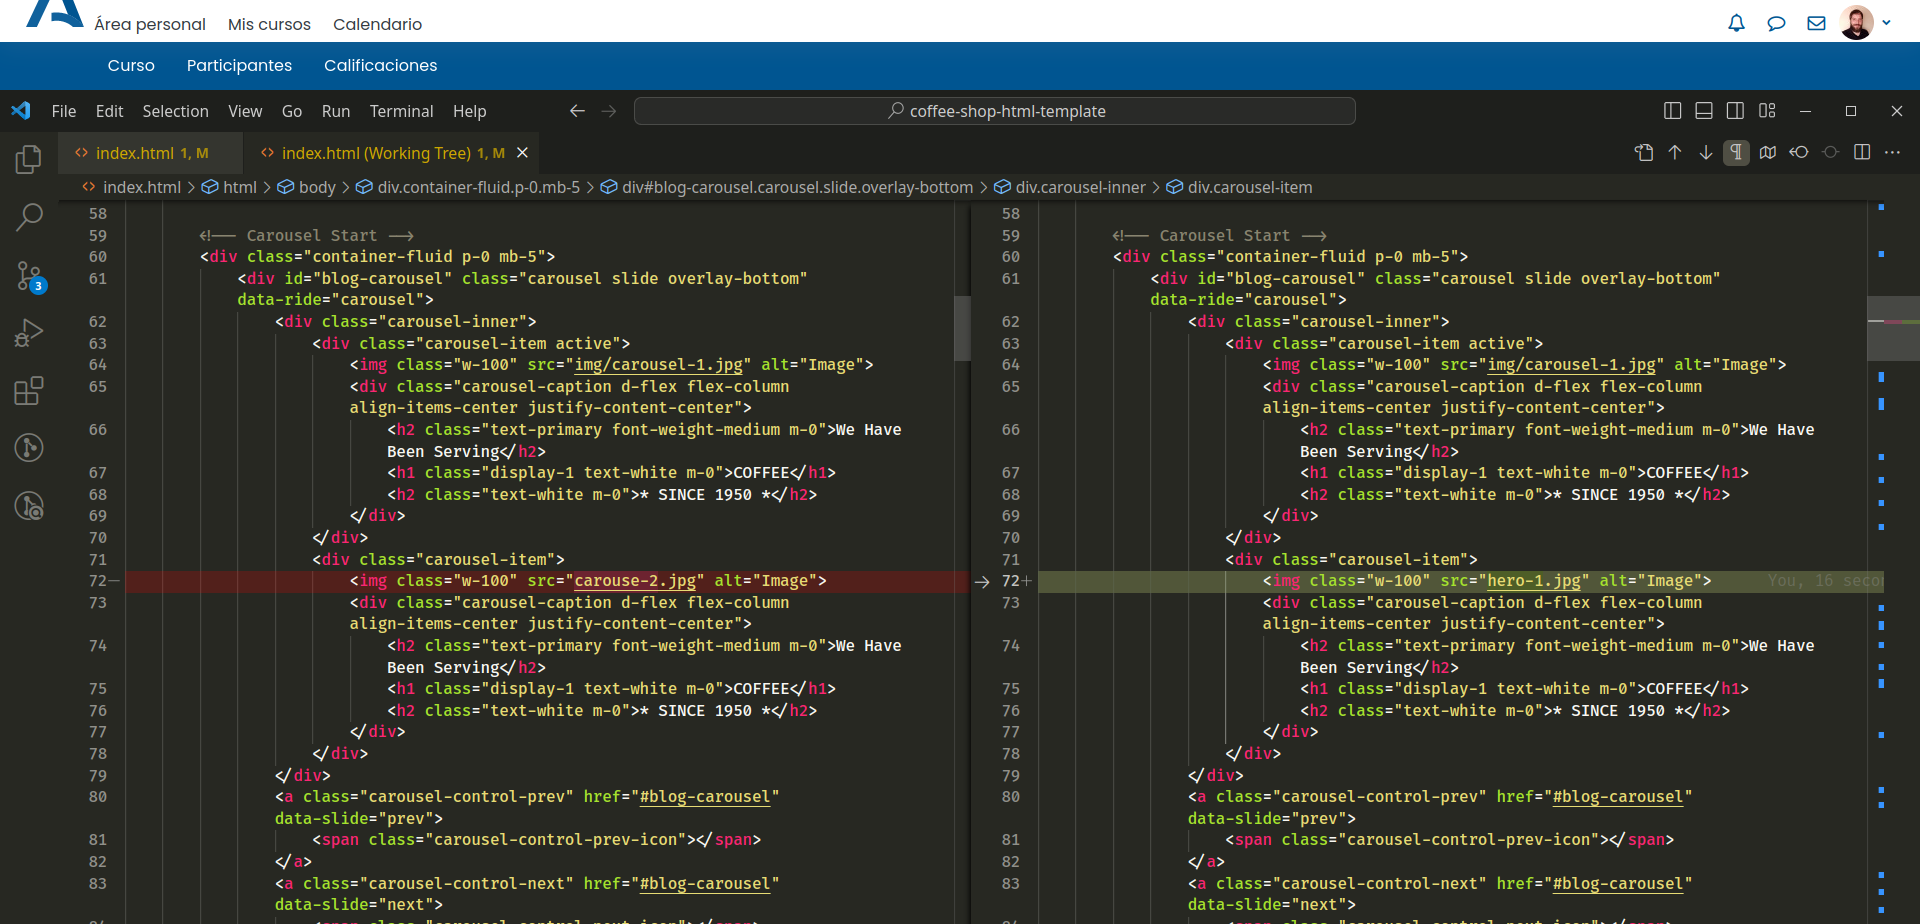 Área personal Mis cursos Calendario
Curso Participantes Calificaciones
File Edit Selection View Go Run Terminal Help coffee-shop-html-template
index.html 1, M index.html (Working Tree) 1, M
index.html > html > body > div.container-fluid.p-0.mb-5 > div#blog-carousel.carousel.slide.overlay-bottom > div.carousel-inner > div.carousel-item
3
58
59 <!-- Carousel Start -->
60 <div class="container-fluid p-0 mb-5">
61 <div id="blog-carousel" class="carousel slide overlay-bottom"
data-ride="carousel">
62 <div class="carousel-inner">
63 <div class="carousel-item active">
64 <img class="w-100" src="img/carousel-1.jpg" alt="Image">
65 <div class="carousel-caption d-flex flex-column
align-items-center justify-content-center">
66 <h2 class="text-primary font-weight-medium m-0">We Have
Been Serving</h2>
67 <h1 class="display-1 text-white m-0">COFFEE</h1>
68 <h2 class="text-white m-0">* SINCE 1950 *</h2>
69 </div>
70 </div>
71 <div class="carousel-item">
72— <img class="w-100" src="carouse-2.jpg" alt="Image">
73 <div class="carousel-caption d-flex flex-column
align-items-center justify-content-center">
74 <h2 class="text-primary font-weight-medium m-0">We Have
Been Serving</h2>
75 <h1 class="display-1 text-white m-0">COFFEE</h1>
76 <h2 class="text-white m-0">* SINCE 1950 *</h2>
77 </div>
78 </div>
79 </div>
80 <a class="carousel-control-prev" href="#blog-carousel"
data-slide="prev">
81 <span class="carousel-control-prev-icon"></span>
82 </a>
83 <a class="carousel-control-next" href="#blog-carousel"
data-slide="next">
58
59 <!-- Carousel Start -->
60 <div class="container-fluid p-0 mb-5">
61 <div id="blog-carousel" class="carousel slide overlay-bottom"
data-ride="carousel">
62 <div class="carousel-inner">
63 <div class="carousel-item active">
64 <img class="w-100" src="img/carousel-1.jpg" alt="Image">
65 <div class="carousel-caption d-flex flex-column
align-items-center justify-content-center">
66 <h2 class="text-primary font-weight-medium m-0">We Have
Been Serving</h2>
67 <h1 class="display-1 text-white m-0">COFFEE</h1>
68 <h2 class="text-white m-0">* SINCE 1950 *</h2>
69 </div>
70 </div>
71 <div class="carousel-item">
72+ <img class="w-100" src="hero-1.jpg" alt="Image"> You, 16 seco
73 <div class="carousel-caption d-flex flex-column
align-items-center justify-content-center">
74 <h2 class="text-primary font-weight-medium m-0">We Have
Been Serving</h2>
75 <h1 class="display-1 text-white m-0">COFFEE</h1>
76 <h2 class="text-white m-0">* SINCE 1950 *</h2>
77 </div>
78 </div>
79 </div>
80 <a class="carousel-control-prev" href="#blog-carousel"
data-slide="prev">
81 <span class="carousel-control-prev-icon"></span>
82 </a>
83 <a class="carousel-control-next" href="#blog-carousel"
data-slide="next">